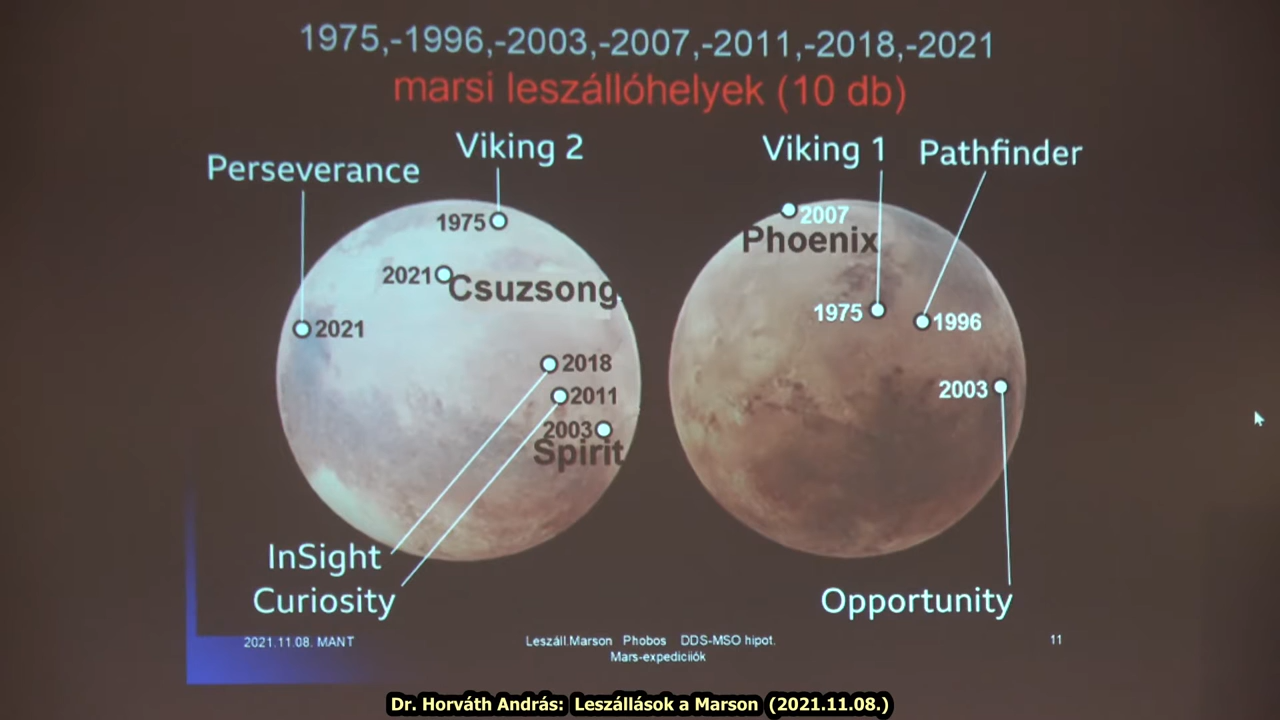 1975,-1996,-2003,-2007,-2011,-2018,-2021
marsi leszállóhelyek (10 db)
Perseverance
Viking 2
Viking 1
Pathfinder
1975
2021
Csuzsong
2021
2018
2011
2003
Spirit
2007
Phoenix
1975
1996
2003
InSight
Curiosity
Opportunity
2021.11.08. MANT
Leszáll.Marson Phobos DDS-MSO hipot.
Mars-expediciiók
11
Dr. Horváth András: Leszállások a Marson (2021.11.08.)